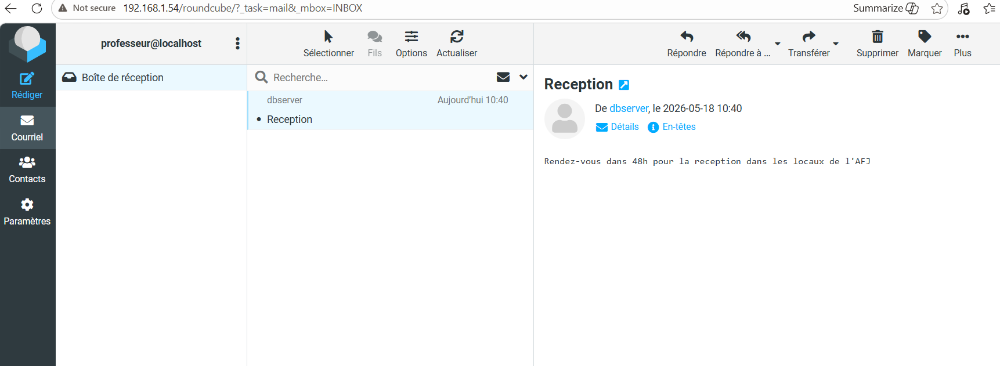 Not secure 192.168.1.54/roundcube/?_task=mail&_mbox=INBOX Summarize
professeur@localhost
Sélectionner Fils Options Actualiser
Répondre Répondre à ... Transférer Supprimer Marquer Plus
Rédiger
Courriel
Contacts
Paramètres
Boîte de réception
Recherche...
dbserver Aujourd'hui 10:40
• Reception
Reception
De dbserver, le 2026-05-18 10:40
Détails En-têtes
Rendez-vous dans 48h pour la reception dans les locaux de l'AFJ